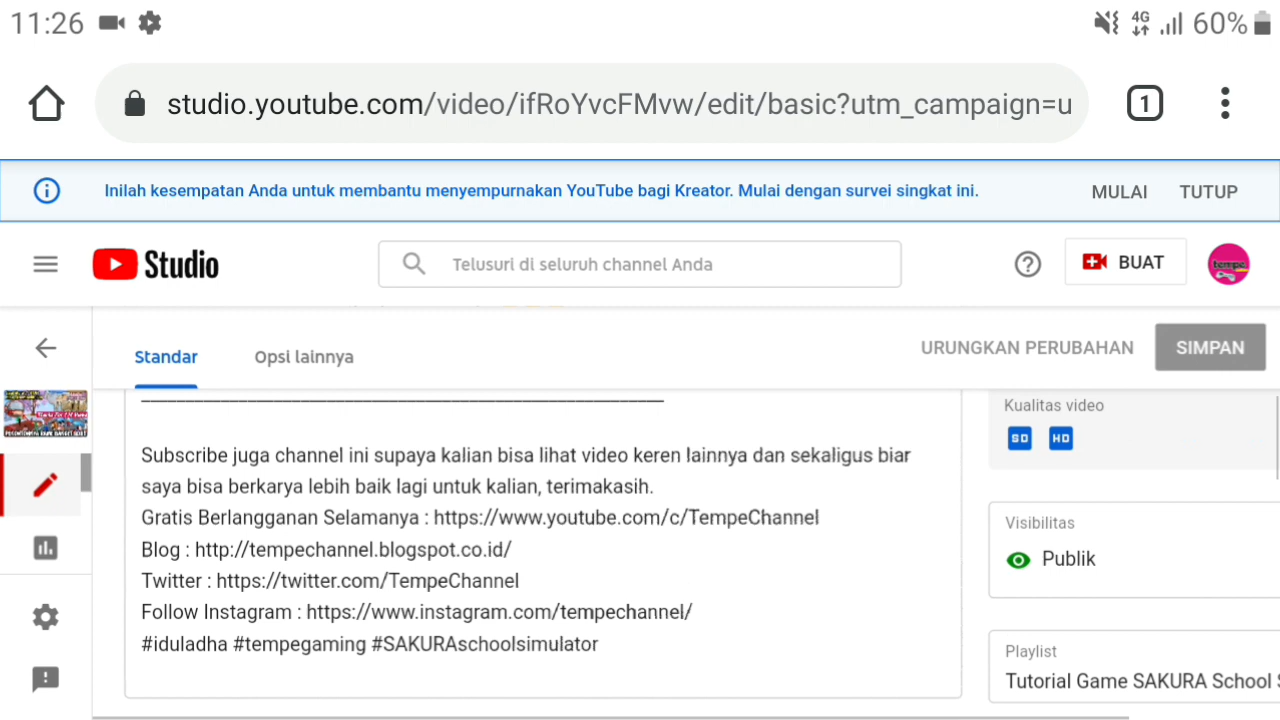 11:26
4G 60%
studio.youtube.com/video/ifRoYvcFMvw/edit/basic?utm_campaign=u
1
Inilah kesempatan Anda untuk membantu menyempurnakan YouTube bagi Kreator. Mulai dengan survei singkat ini.
MULAI TUTUP
Studio
Telusuri di seluruh channel Anda
BUAT
tempe
Standar
Opsi lainnya
URUNGKAN PERUBAHAN
SIMPAN
Subscribe juga channel ini supaya kalian bisa lihat video keren lainnya dan sekaligus biar
saya bisa berkarya lebih baik lagi untuk kalian, terimakasih.
Gratis Berlangganan Selamanya : https://www.youtube.com/c/TempeChannel
Blog : http://tempechannel.blogspot.co.id/
Twitter : https://twitter.com/TempeChannel
Follow Instagram : https://www.instagram.com/tempechannel/
#iduladha #tempegaming #SAKURAschoolsimulator
Kualitas video
SD HD
Visibilitas
Publik
Playlist
Tutorial Game SAKURA School S